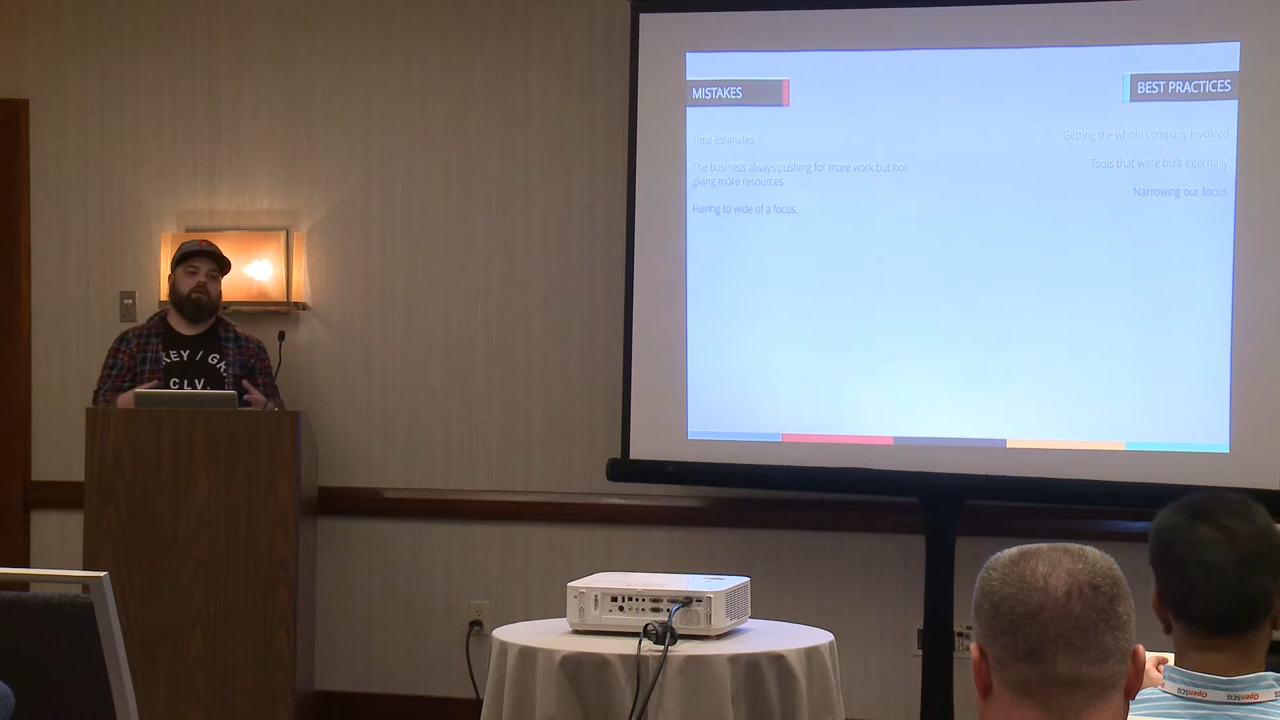 MISTAKES
Time estimates
The business always pushing for more work but not
giving more resources
Having to wide of a focus
BEST PRACTICES
Getting the whole company involved
Tools that were built internally
Narrowing our focus
KEY / G
CLV.
OpenSCG
OpenSCG